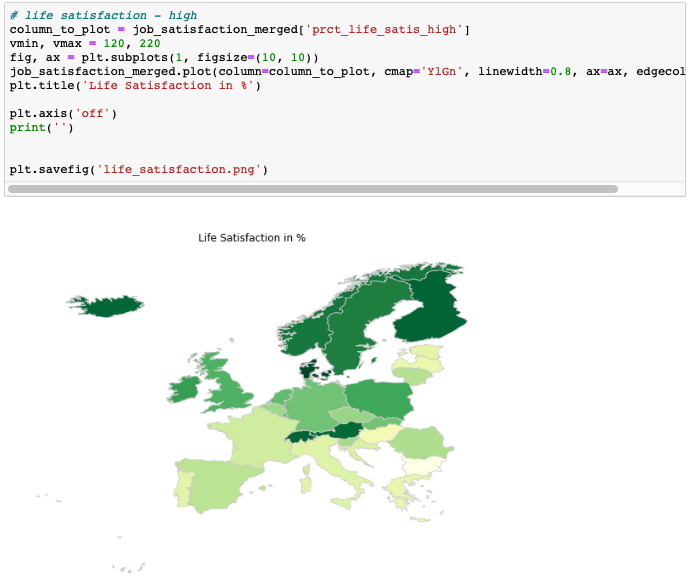 # life satisfaction - high
column_to_plot = job_satisfaction_merged['prct_life_satis_high']
vmin, vmax = 120, 220
fig, ax = plt.subplots(1, figsize=(10, 10))
job_satisfaction_merged.plot(column=column_to_plot, cmap='YlGn', linewidth=0.8, ax=ax, edgecol
plt.title('Life Satisfaction in %')
plt.axis('off')
print('')
plt.savefig('life_satisfaction.png')
Life Satisfaction in %